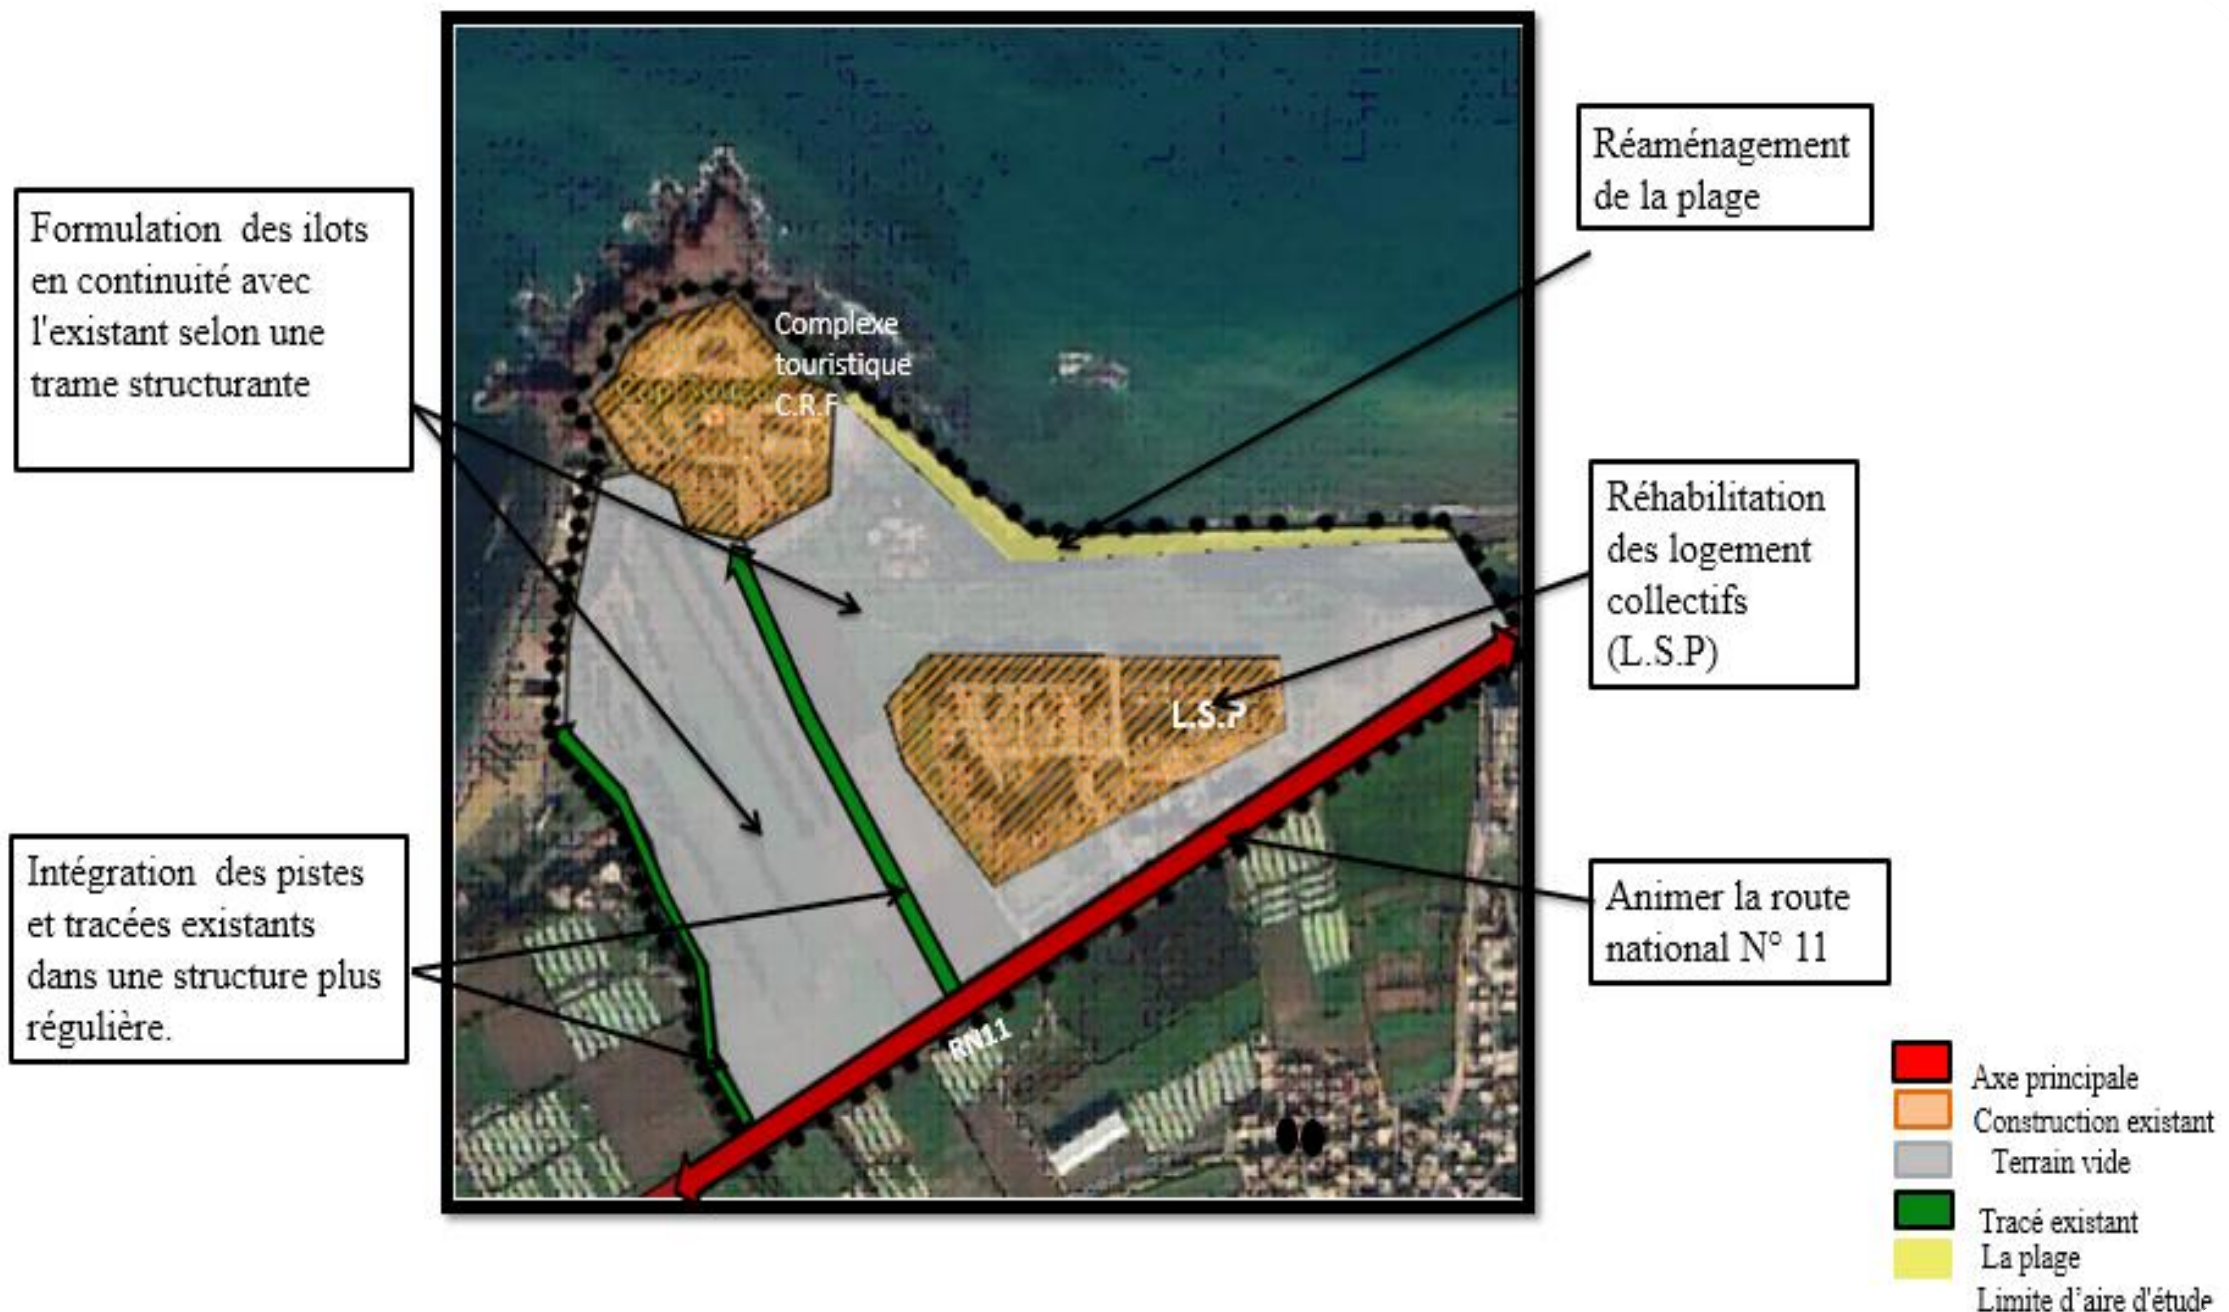 Formulation des ilots
en continuité avec
l'existant selon une
trame structurante
Intégration des pistes
et tracées existants
dans une structure plus
régulière.
Complexe
touristique
C.R.F
L.S.P
RN11
Réaménagement
de la plage
Réhabilitation
des logement
collectifs
(L.S.P)
Animer la route
national N° 11
Axe principale
Construction existant
Terrain vide
Tracé existant
La plage
Limite d’aire d'étude